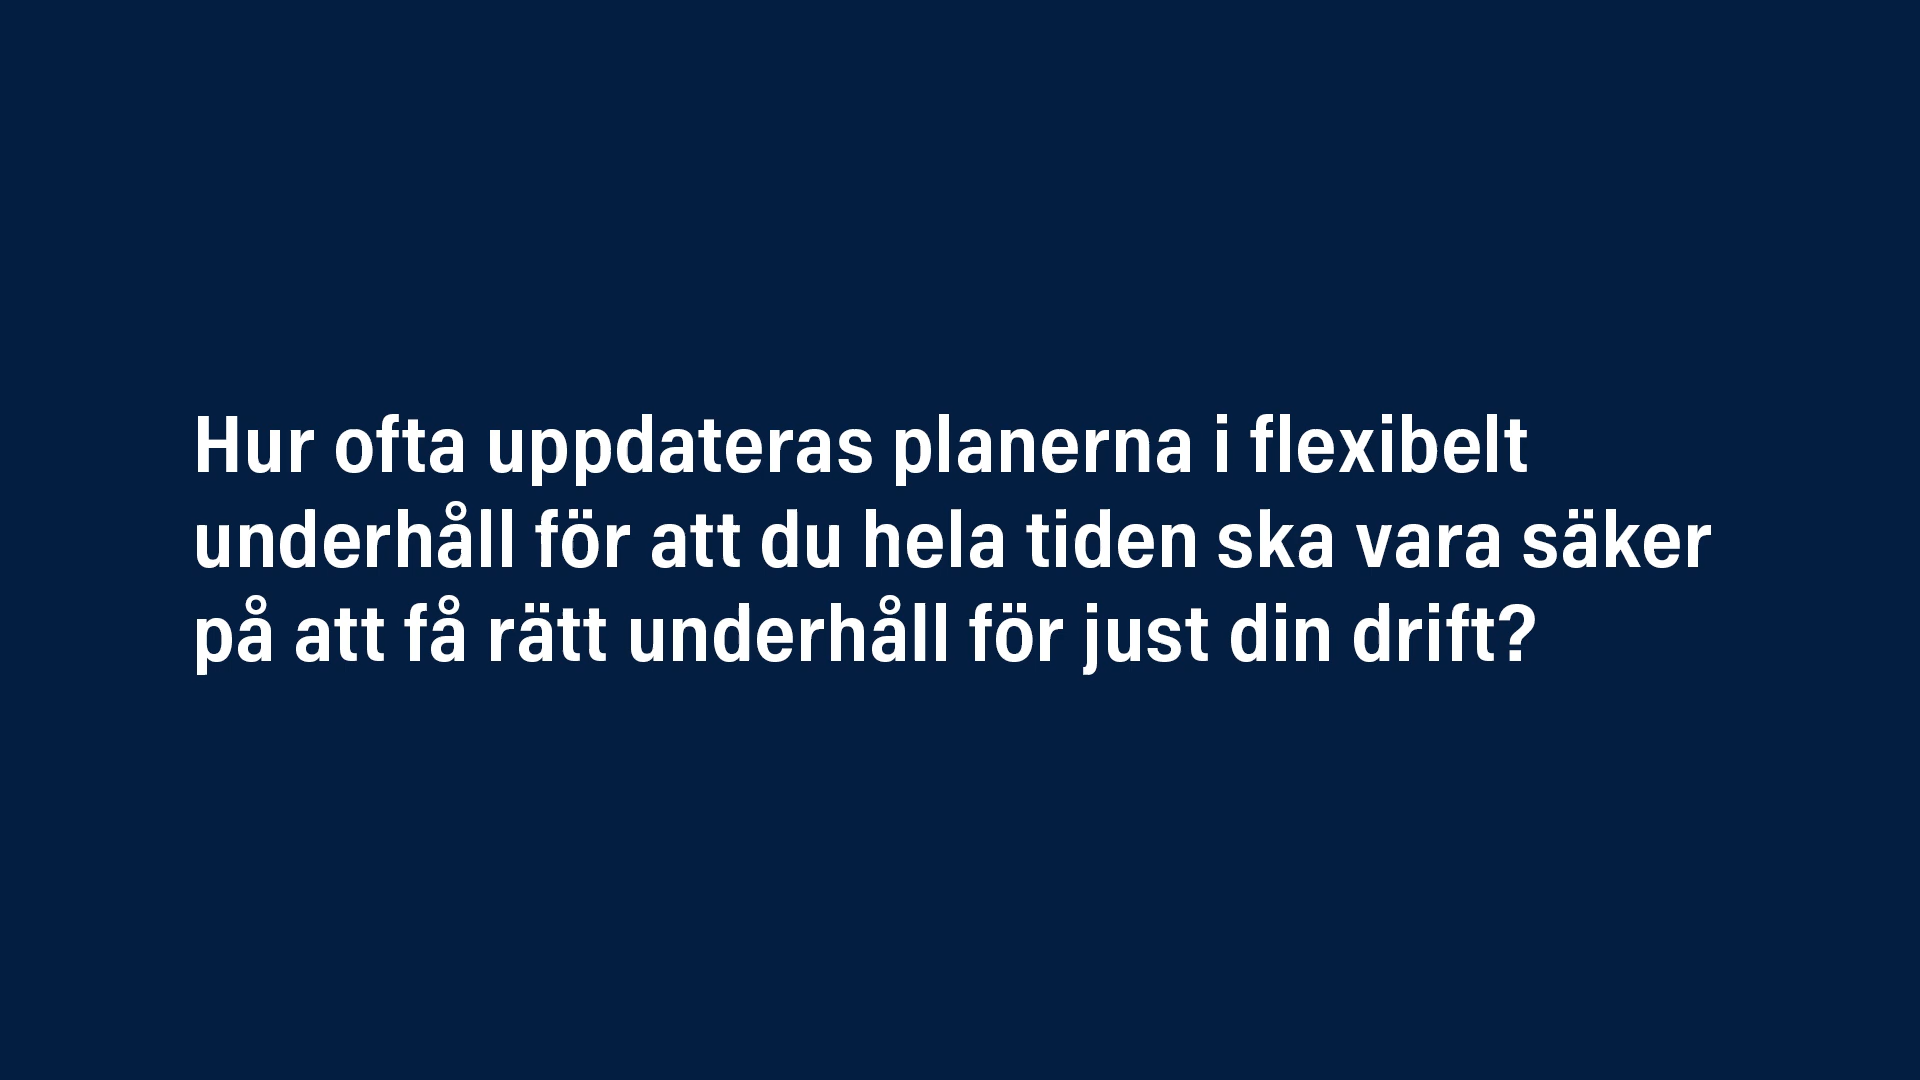 Hur ofta uppdateras planerna i flexibelt
underhåll för att du hela tiden ska vara säker
på att få rätt underhåll för just din drift?